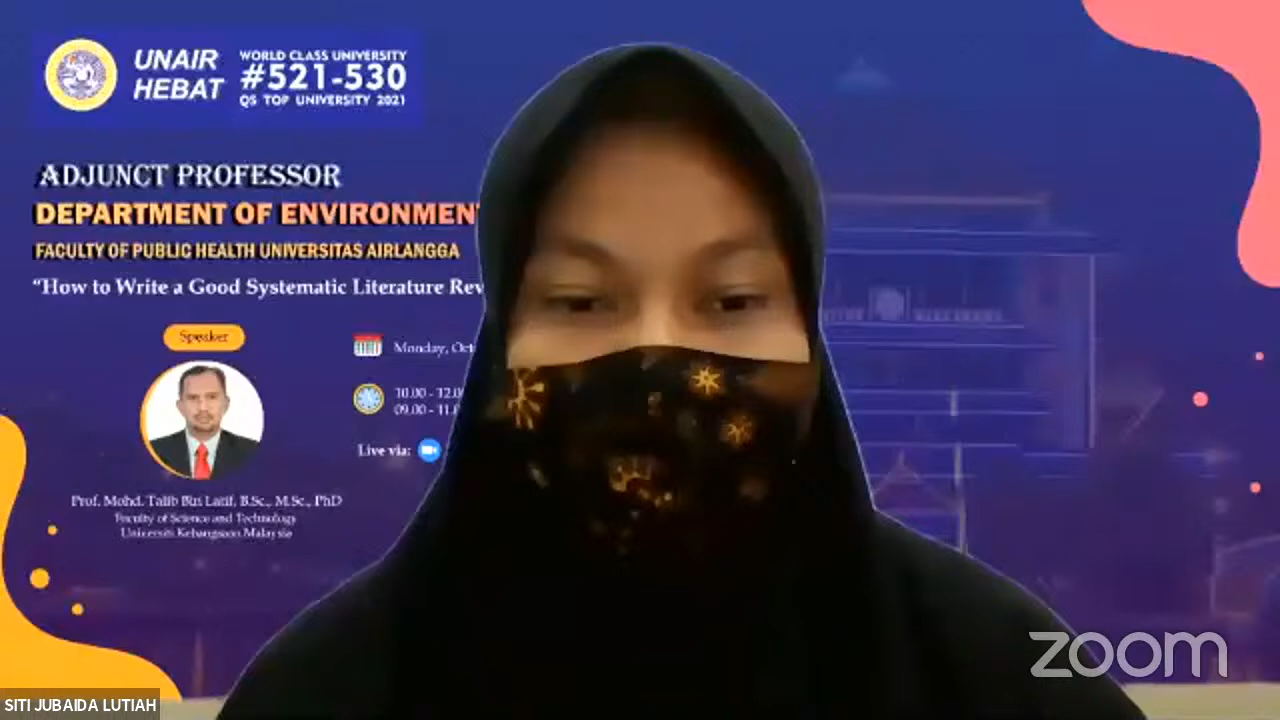 UNAIR
HEBAT
WORLD CLASS UNIVERSITY
#521-530
QS TOP UNIVERSITY 2021
ADJUNCT PROFESSOR
DEPARTMENT OF ENVIRONMEN
FACULTY OF PUBLIC HEALTH UNIVERSITAS AIRLANGGA
“How to Write a Good Systematic Literature Rev
Speaker
Monday, Oct
10.00 - 12.0
09.00 - 11.0
Live via:
Prof. Mohd. Talib Bin Latif, B.Sc., M.Sc., PhD
Faculty of Science and Technology
Universiti Kebangsaan Malaysia
zoom
SITI JUBAIDA LUTIAH